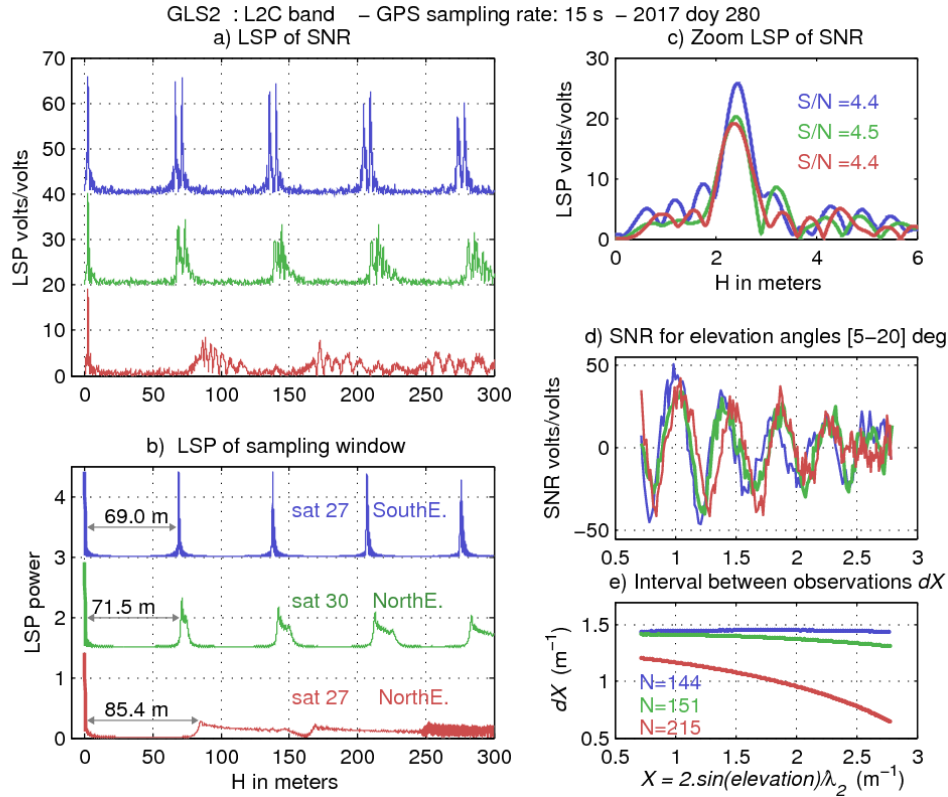 GLS2 : L2C band – GPS sampling rate: 15 s – 2017 doy 280
a) LSP of SNR
LSP volts/volts
70
60
50
40
30
20
10
0
0 50 100 150 200 250 300
b) LSP of sampling window
LSP power
4
3
2
1
0
69.0 m
sat 27 SouthE.
71.5 m
sat 30 NorthE.
85.4 m
sat 27 NorthE.
0 50 100 150 200 250 300
H in meters
c) Zoom LSP of SNR
LSP volts/volts
30
20
10
0
S/N =4.4
S/N =4.5
S/N =4.4
0 2 4 6
H in meters
d) SNR for elevation angles [5–20] deg
SNR volts/volts
50
0
−50
0.5 1 1.5 2 2.5 3
e) Interval between observations dX
dX (m⁻¹)
1.5
1
0.5
N=144
N=151
N=215
0.5 1 1.5 2 2.5 3
X = 2.sin(elevation)/λ₂ (m⁻¹)